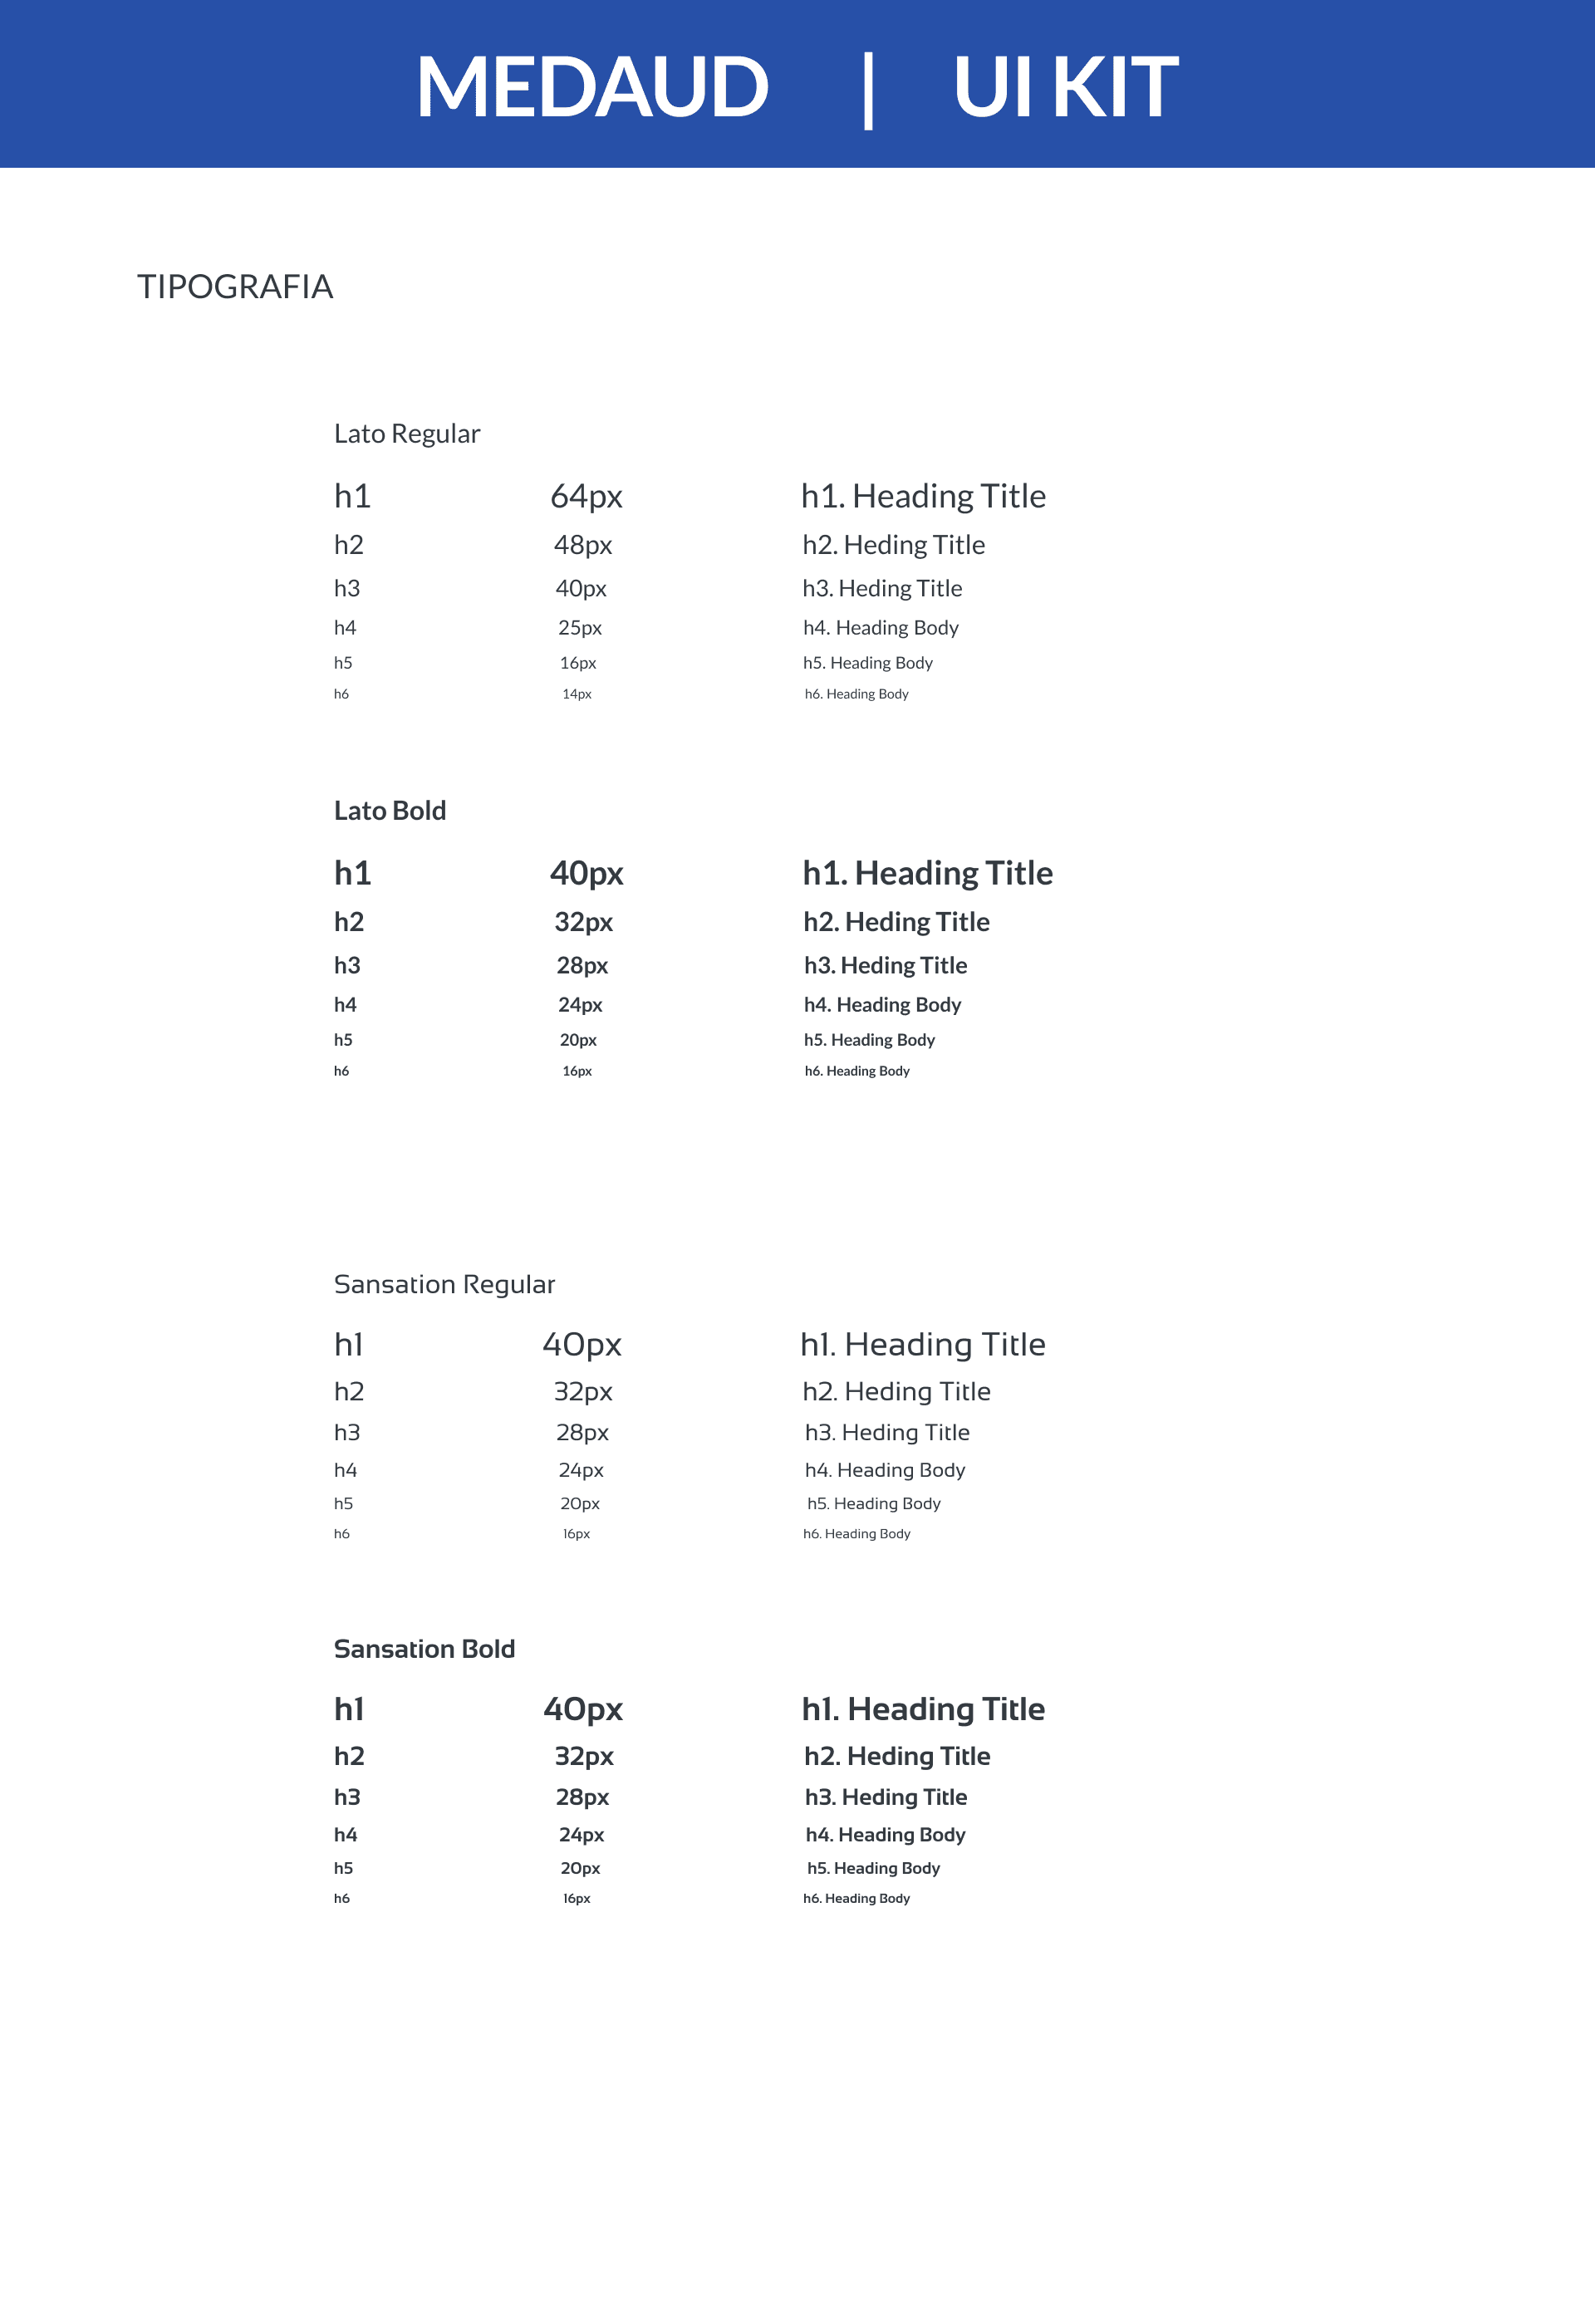 MEDAUD | UI KIT
TIPOGRAFIA
Lato Regular
h1 64px h1. Heading Title
h2 48px h2. Heding Title
h3 40px h3. Heding Title
h4 25px h4. Heading Body
h5 16px h5. Heading Body
h6 14px h6. Heading Body
Lato Bold
h1 40px h1. Heading Title
h2 32px h2. Heding Title
h3 28px h3. Heding Title
h4 24px h4. Heading Body
h5 20px h5. Heading Body
h6 16px h6. Heading Body
Sansation Regular
h1 40px h1. Heading Title
h2 32px h2. Heding Title
h3 28px h3. Heding Title
h4 24px h4. Heading Body
h5 20px h5. Heading Body
h6 16px h6. Heading Body
Sansation Bold
h1 40px h1. Heading Title
h2 32px h2. Heding Title
h3 28px h3. Heding Title
h4 24px h4. Heading Body
h5 20px h5. Heading Body
h6 16px h6. Heading Body